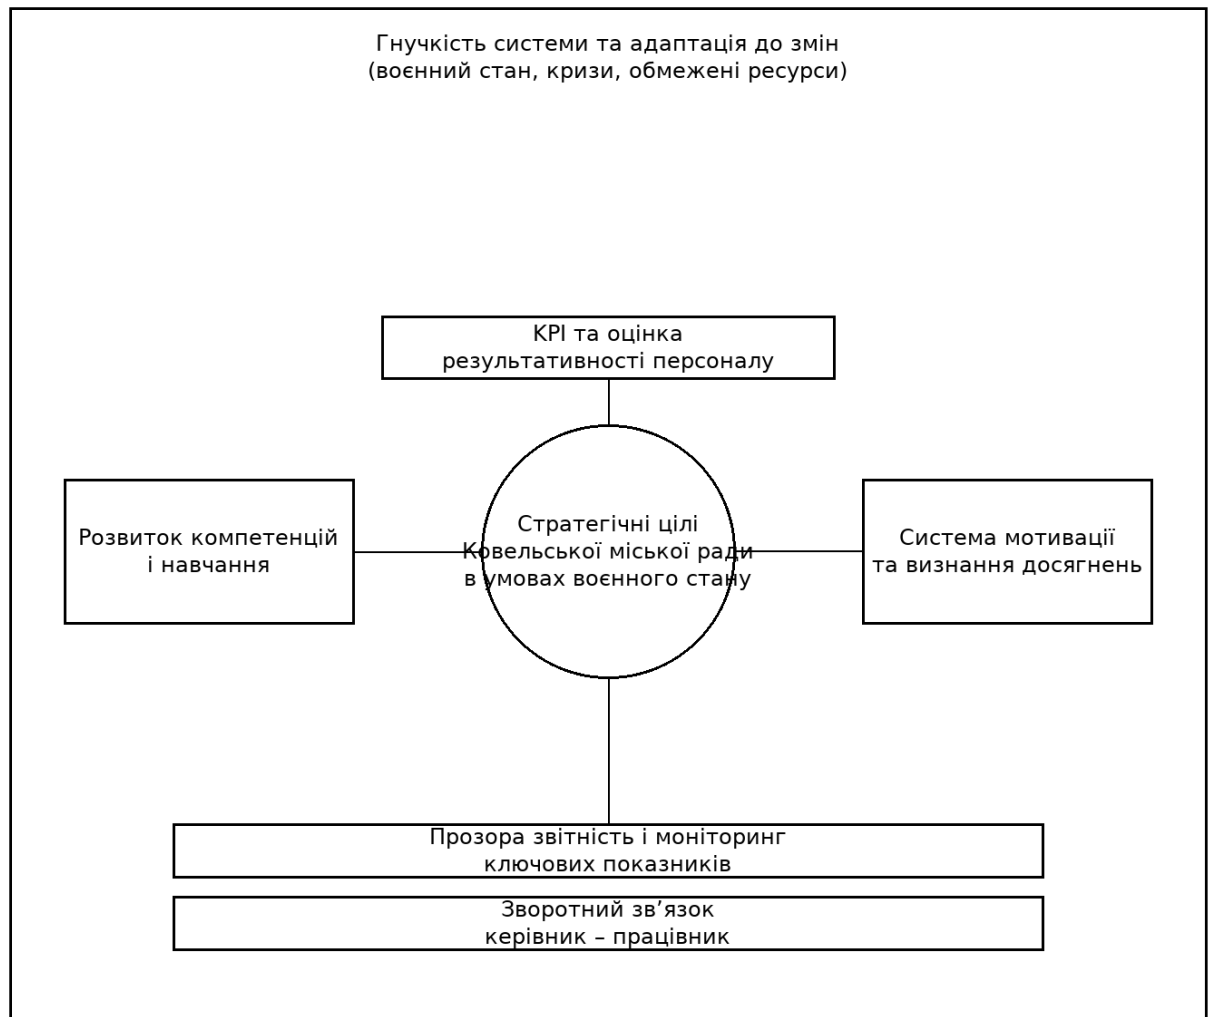 Гнучкість системи та адаптація до змін
(воєнний стан, кризи, обмежені ресурси)
KPI та оцінка
результативності персоналу
Розвиток компетенцій
і навчання
Стратегічні цілі
Ковельської міської ради
в умовах воєнного стану
Система мотивації
та визнання досягнень
Прозора звітність і моніторинг
ключових показників
Зворотний зв’язок
керівник – працівник